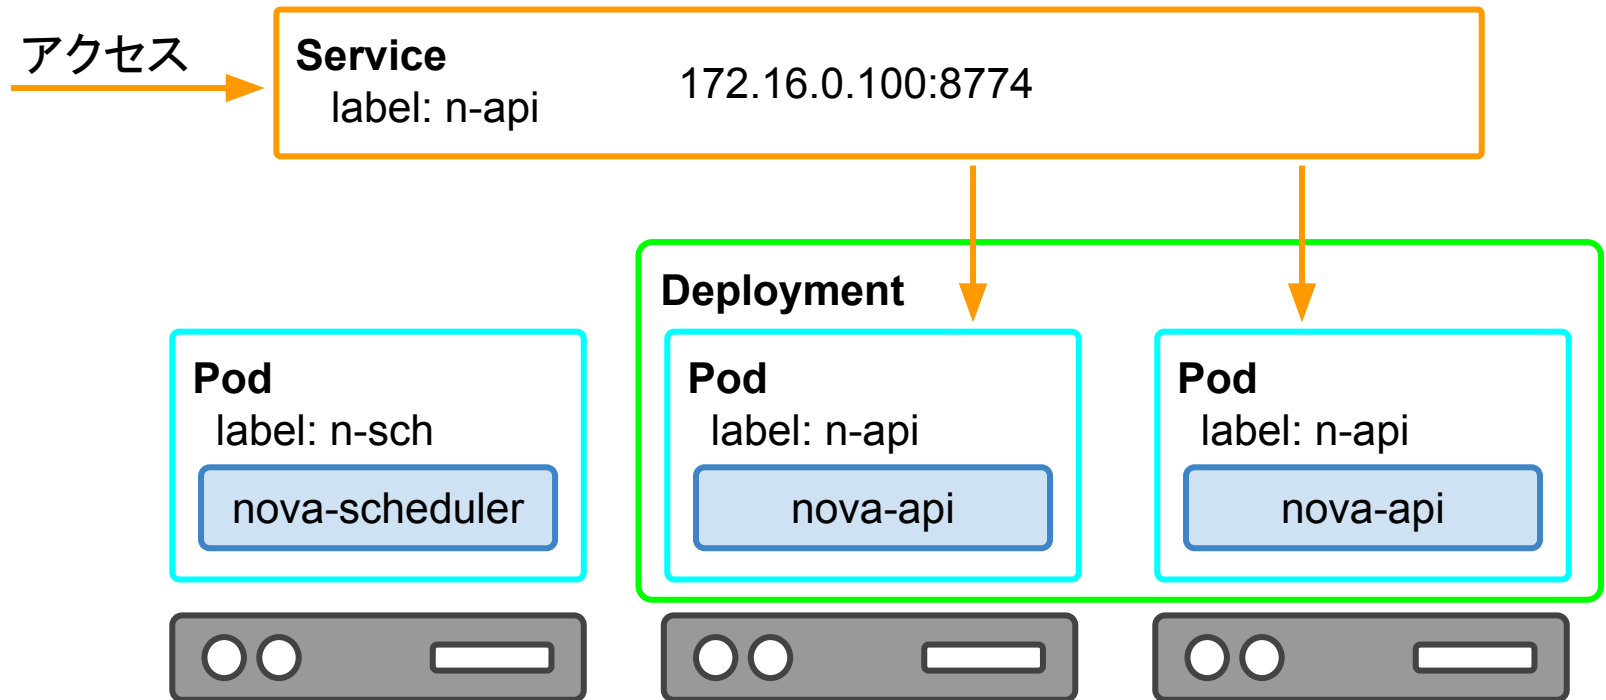 アクセス
Service
label: n-api
172.16.0.100:8774
Deployment
Pod
label: n-sch
nova-scheduler
Pod
label: n-api
nova-api
Pod
label: n-api
nova-api